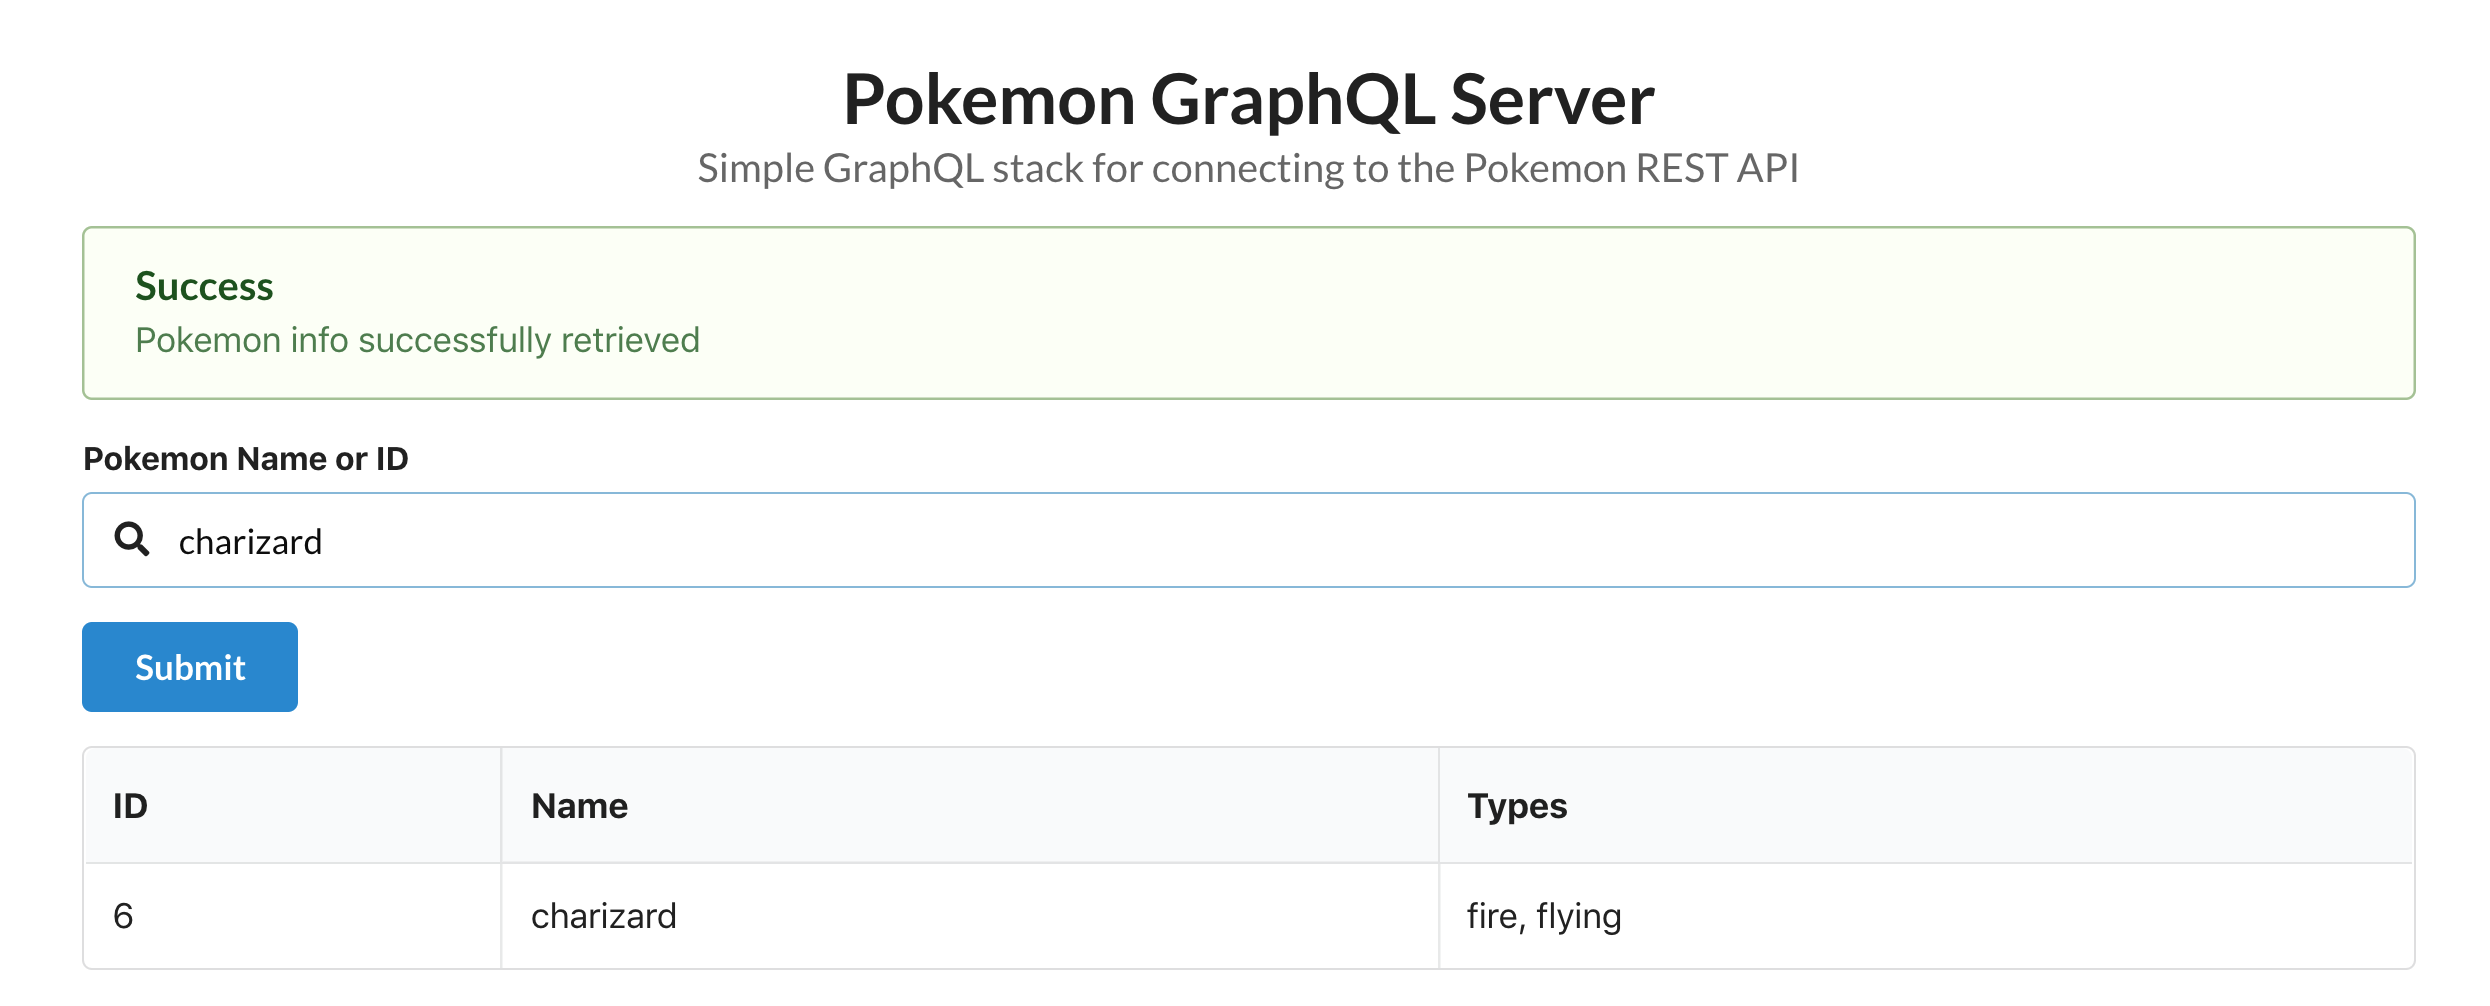 Pokemon GraphQL Server
Simple GraphQL stack for connecting to the Pokemon REST API
Success
Pokemon info successfully retrieved
Pokemon Name or ID
charizard
Submit
ID Name Types
6 charizard fire, flying